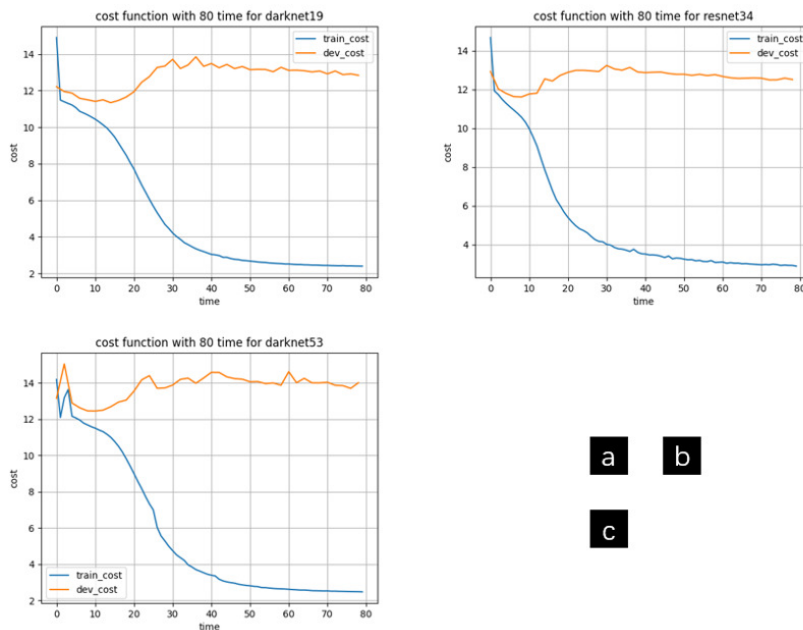 cost function with 80 time for darknet19
train_cost
dev_cost
14
12
10
8
6
4
2
cost
0 10 20 30 40 50 60 70 80
time
cost function with 80 time for resnet34
train_cost
dev_cost
14
12
10
8
6
4
cost
0 10 20 30 40 50 60 70 80
time
cost function with 80 time for darknet53
14
12
10
8
6
4
2
cost
train_cost
dev_cost
0 10 20 30 40 50 60 70 80
time
a b
c